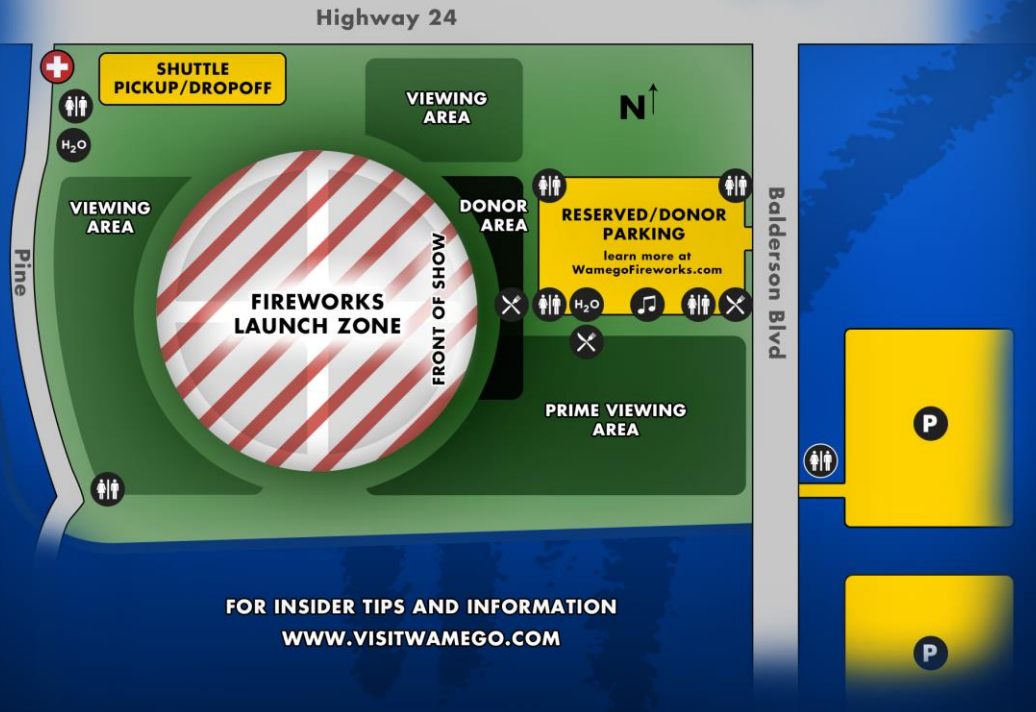 Highway 24
SHUTTLE
PICKUP/DROPOFF
VIEWING
AREA
N
H₂O
VIEWING
AREA
DONOR
AREA
RESERVED/DONOR
PARKING
learn more at
WamegoFireworks.com
Balderson Blvd
Pine
FIREWORKS
LAUNCH ZONE
FRONT OF SHOW
H₂O
PRIME VIEWING
AREA
P
FOR INSIDER TIPS AND INFORMATION
WWW.VISITWAMEGO.COM
P